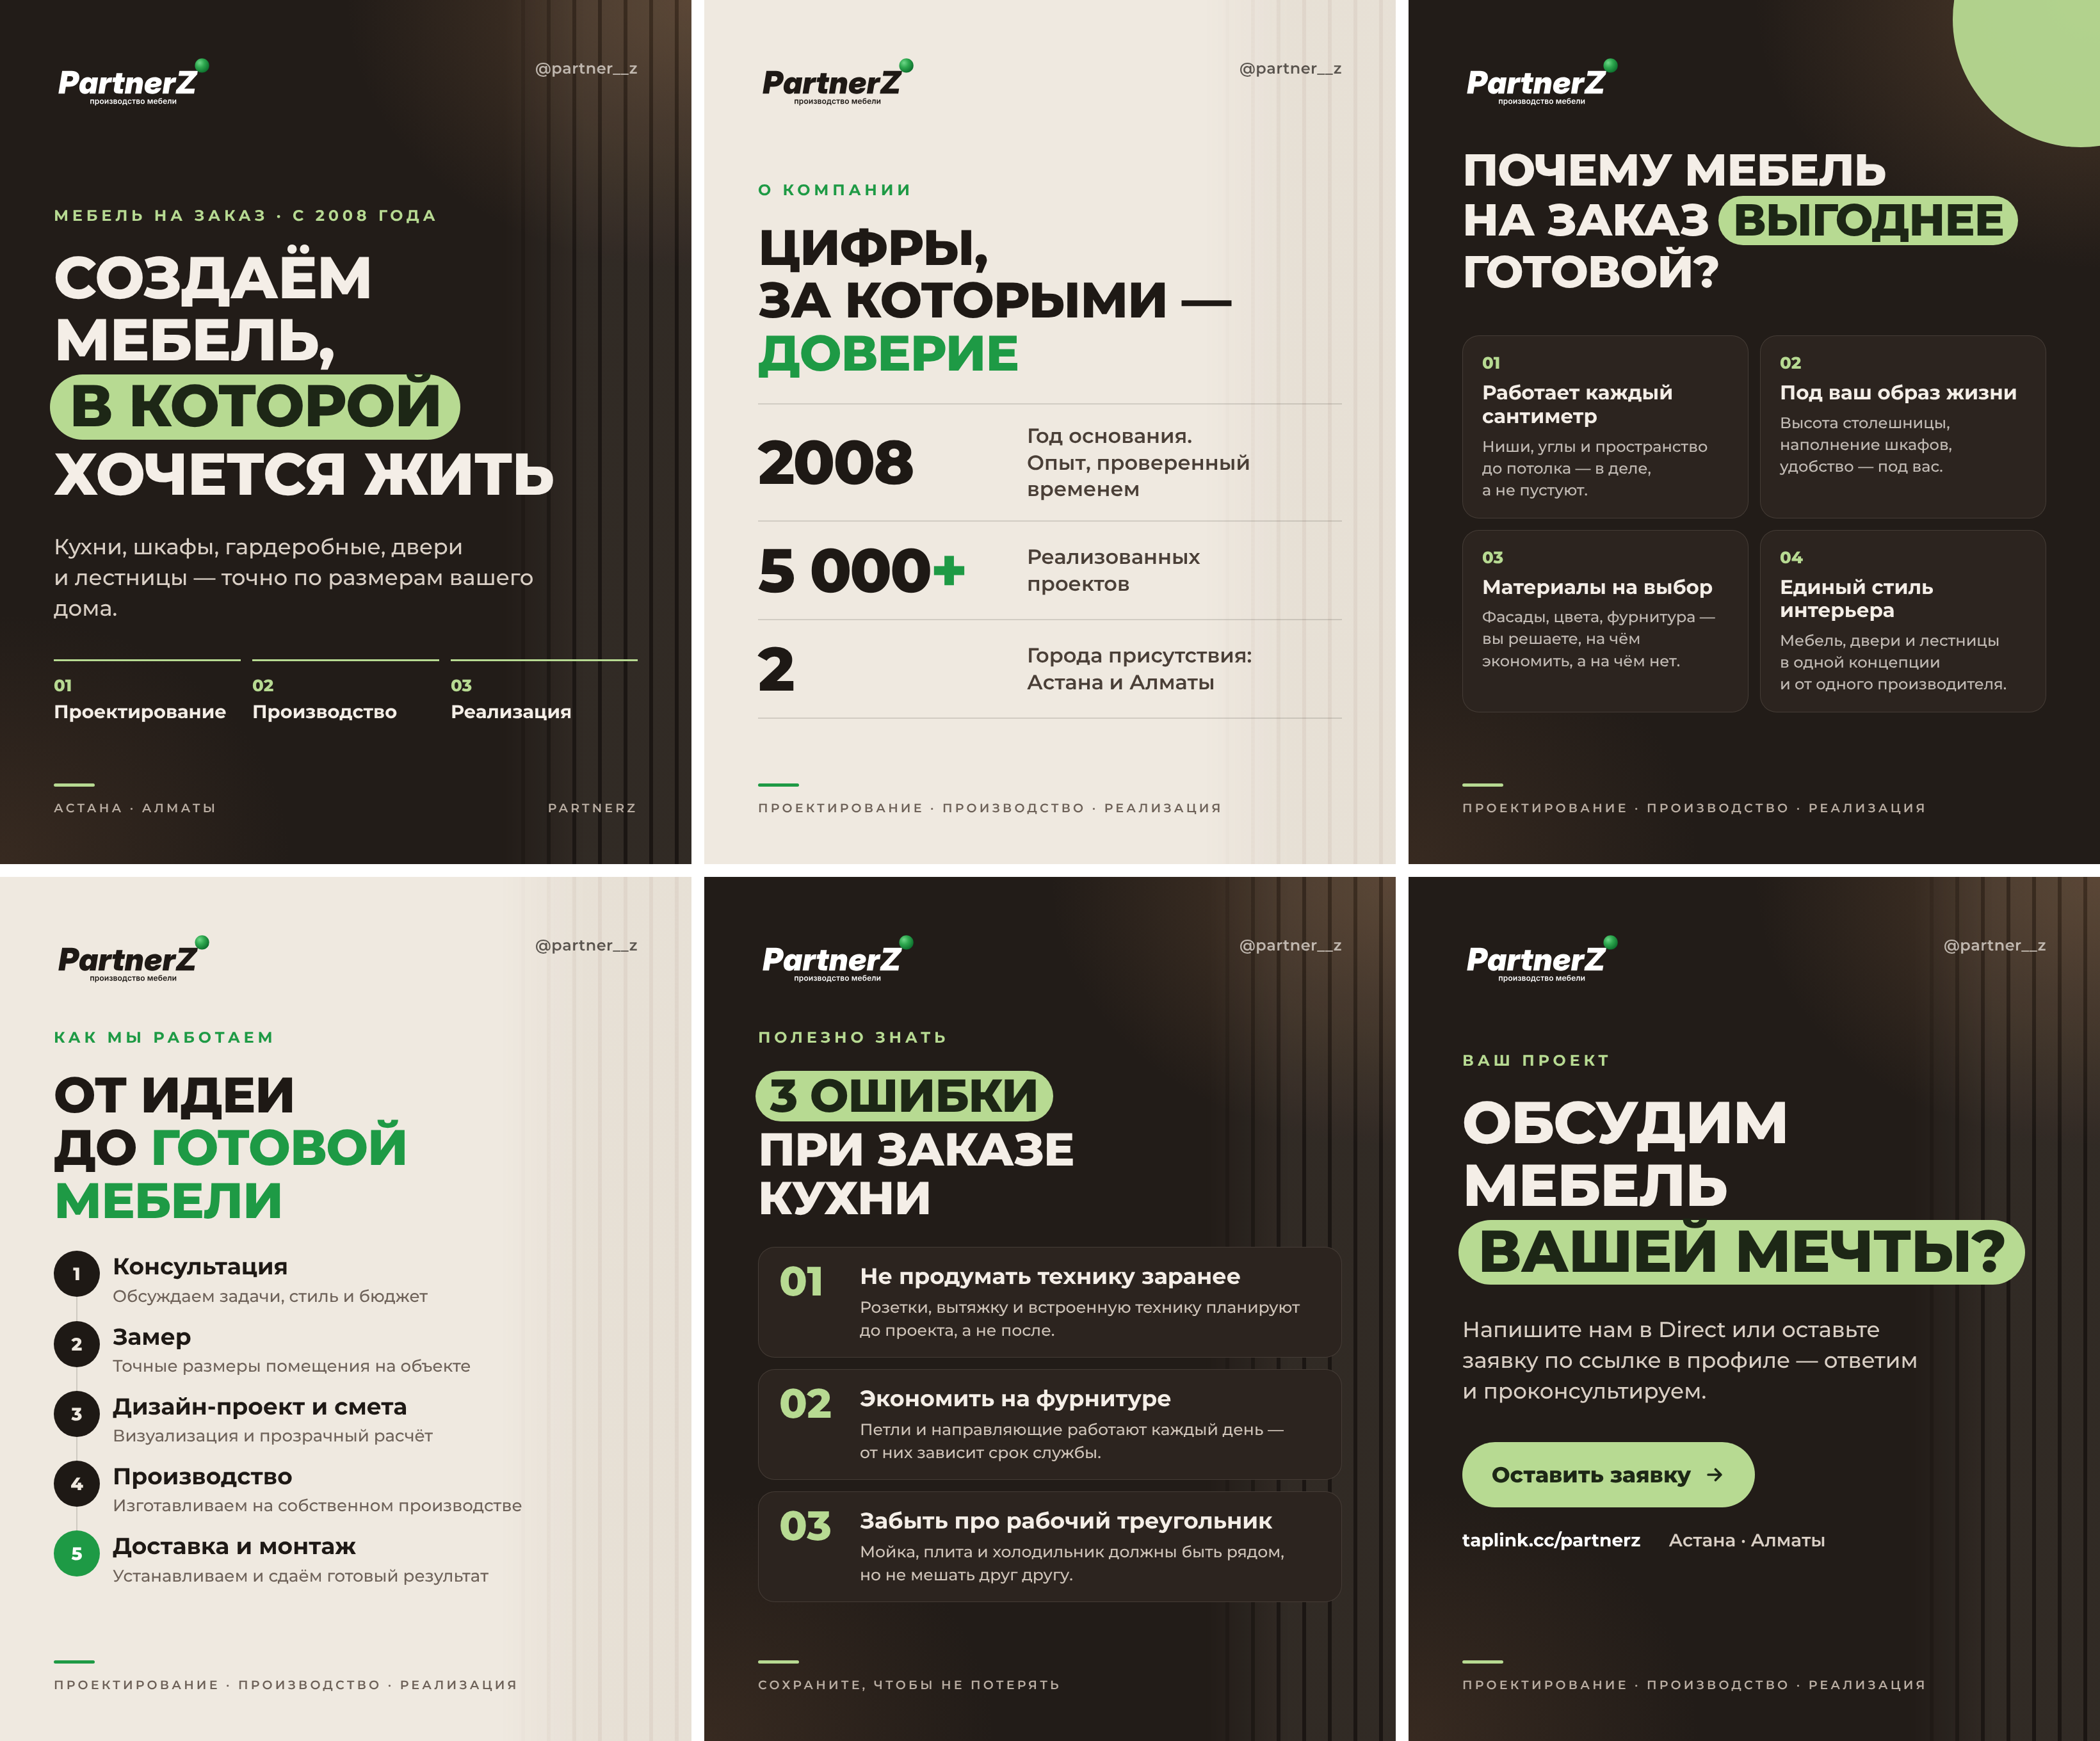 PartnerZ
производство мебели
@partner__z
МЕБЕЛЬ НА ЗАКАЗ · С 2008 ГОДА
СОЗДАЁМ
МЕБЕЛЬ,
В КОТОРОЙ
ХОЧЕТСЯ ЖИТЬ
Кухни, шкафы, гардеробные, двери
и лестницы — точно по размерам вашего
дома.
01
Проектирование
02
Производство
03
Реализация
АСТАНА · АЛМАТЫ
PARTNERZ
PartnerZ
производство мебели
@partner__z
О КОМПАНИИ
ЦИФРЫ,
ЗА КОТОРЫМИ —
ДОВЕРИЕ
2008
Год основания.
Опыт, проверенный
временем
5 000+
Реализованных
проектов
2
Города присутствия:
Астана и Алматы
ПРОЕКТИРОВАНИЕ · ПРОИЗВОДСТВО · РЕАЛИЗАЦИЯ
PartnerZ
производство мебели
ПОЧЕМУ МЕБЕЛЬ
НА ЗАКАЗ ВЫГОДНЕЕ
ГОТОВОЙ?
01
Работает каждый
сантиметр
Ниши, углы и пространство
до потолка — в деле,
а не пустуют.
02
Под ваш образ жизни
Высота столешницы,
наполнение шкафов,
удобство — под вас.
03
Материалы на выбор
Фасады, цвета, фурнитура —
вы решаете, на чём
экономить, а на чём нет.
04
Единый стиль
интерьера
Мебель, двери и лестницы
в одной концепции
и от одного производителя.
ПРОЕКТИРОВАНИЕ · ПРОИЗВОДСТВО · РЕАЛИЗАЦИЯ
PartnerZ
производство мебели
@partner__z
КАК МЫ РАБОТАЕМ
ОТ ИДЕИ
ДО ГОТОВОЙ
МЕБЕЛИ
1
Консультация
Обсуждаем задачи, стиль и бюджет
2
Замер
Точные размеры помещения на объекте
3
Дизайн-проект и смета
Визуализация и прозрачный расчёт
4
Производство
Изготавливаем на собственном производстве
5
Доставка и монтаж
Устанавливаем и сдаём готовый результат
ПРОЕКТИРОВАНИЕ · ПРОИЗВОДСТВО · РЕАЛИЗАЦИЯ
PartnerZ
производство мебели
@partner__z
ПОЛЕЗНО ЗНАТЬ
3 ОШИБКИ
ПРИ ЗАКАЗЕ
КУХНИ
01
Не продумать технику заранее
Розетки, вытяжку и встроенную технику планируют
до проекта, а не после.
02
Экономить на фурнитуре
Петли и направляющие работают каждый день —
от них зависит срок службы.
03
Забыть про рабочий треугольник
Мойка, плита и холодильник должны быть рядом,
но не мешать друг другу.
СОХРАНИТЕ, ЧТОБЫ НЕ ПОТЕРЯТЬ
PartnerZ
производство мебели
@partner__z
ВАШ ПРОЕКТ
ОБСУДИМ
МЕБЕЛЬ
ВАШЕЙ МЕЧТЫ?
Напишите нам в Direct или оставьте
заявку по ссылке в профиле — ответим
и проконсультируем.
Оставить заявку →
taplink.cc/partnerz
Астана · Алматы
ПРОЕКТИРОВАНИЕ · ПРОИЗВОДСТВО · РЕАЛИЗАЦИЯ